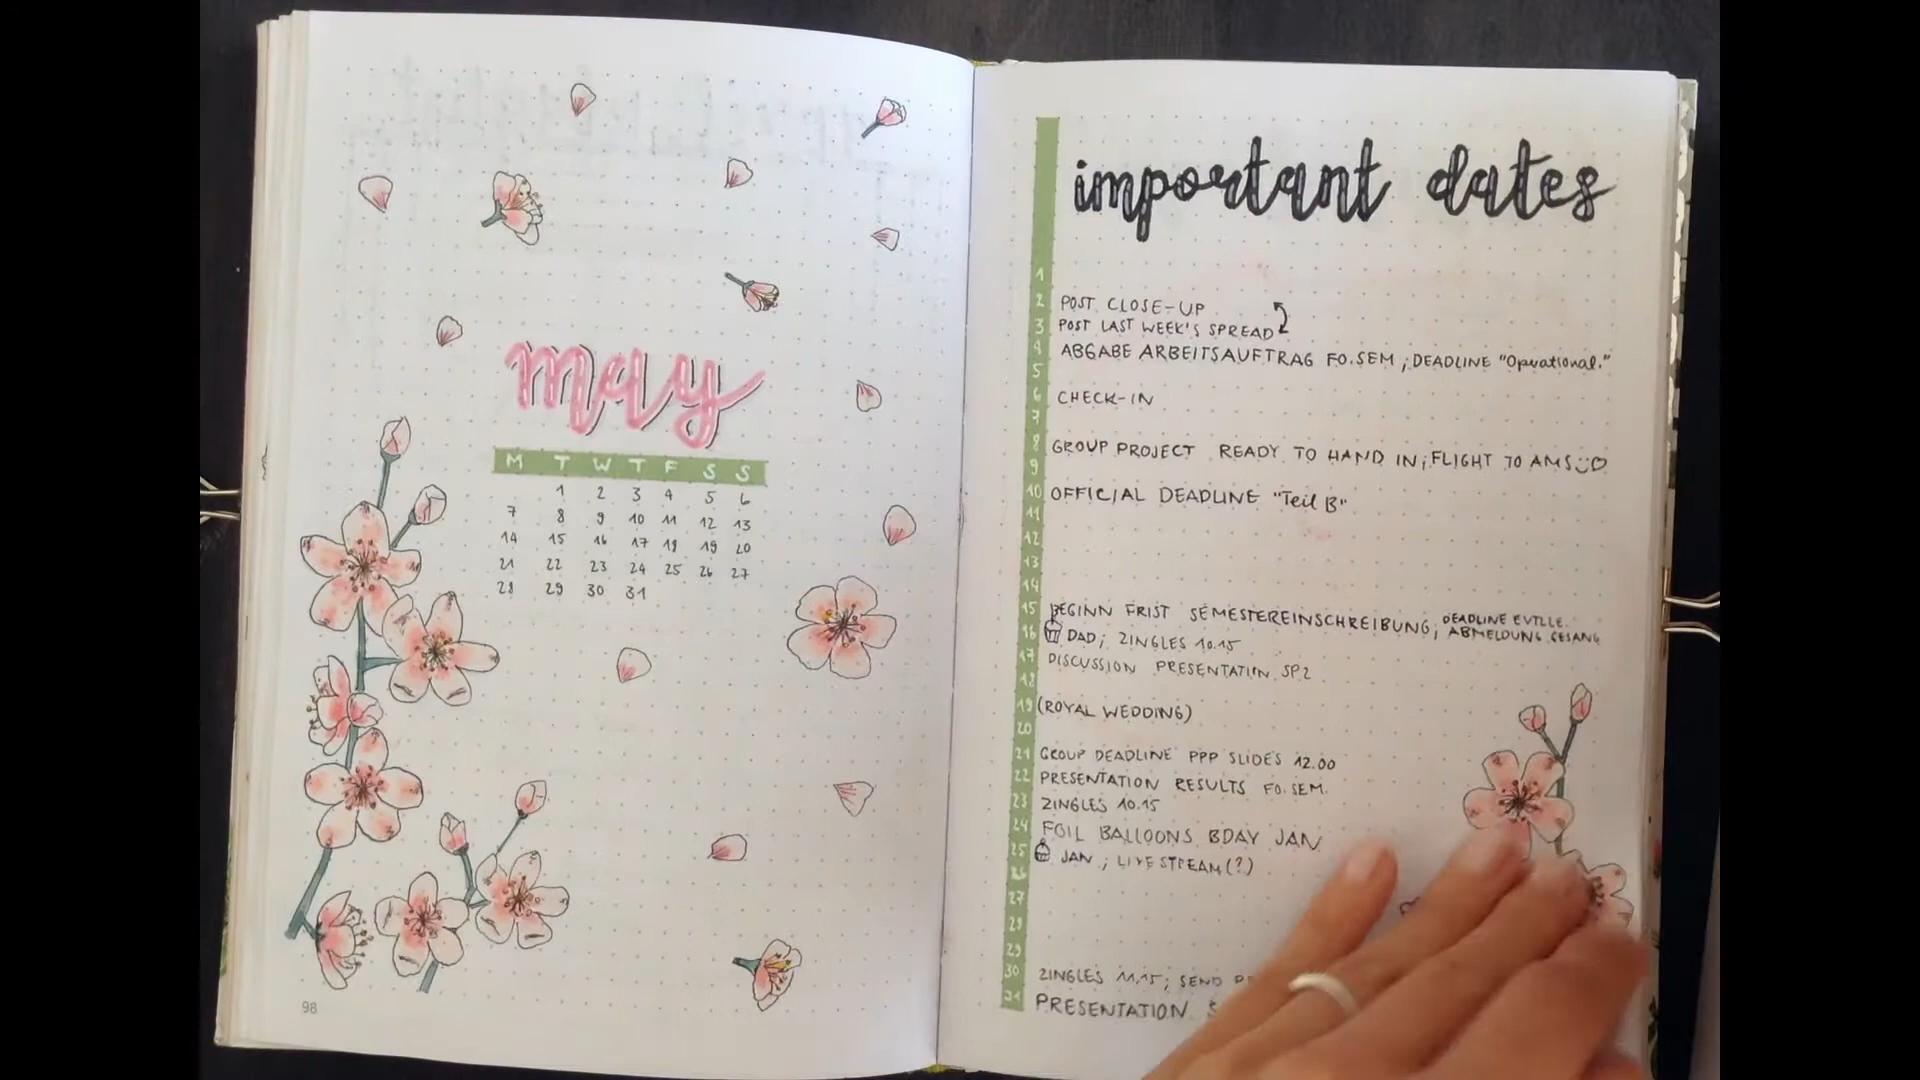 may
M T W T F S S
1 2 3 4 5 6
7 8 9 10 11 12 13
14 15 16 17 18 19 20
21 22 23 24 25 26 27
28 29 30 31
98
important dates
1
2 POST CLOSE-UP
3 POST LAST WEEK'S SPREAD
4 ABGABE ARBEITSAUFTRAG FO.SEM ; DEADLINE "Operational."
5
6 CHECK-IN
7
8 GROUP PROJECT READY TO HAND IN; FLIGHT TO AMS
9
10 OFFICIAL DEADLINE "Teil B"
11
12
13
14
15 BEGINN FRIST SEMESTEREINSCHREIBUNG; DEADLINE EVTLLE. ABMELDUNG GESANG
16 DAD; ZINGLES 10.15
17 DISCUSSION PRESENTATION SP2
18
19 (ROYAL WEDDING)
20
21 GROUP DEADLINE PPP SLIDES 12.00
22 PRESENTATION RESULTS FO.SEM.
23 ZINGLES 10.15
24 FOIL BALLOONS BDAY JAN
25 JAN ; LIVESTREAM(?)
26
27
28
29
30 ZINGLES 11.15; SEND
31 PRESENTATION